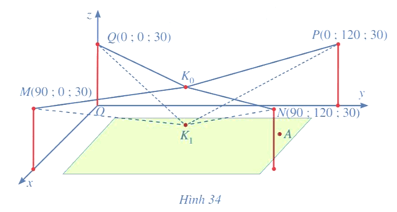 z
Q(0 ; 0 ; 30)
P(0 ; 120 ; 30)
K₀
M(90 ; 0 ; 30)
y
O
N(90 ; 120 ; 30)
K₁
A
x
Hình 34